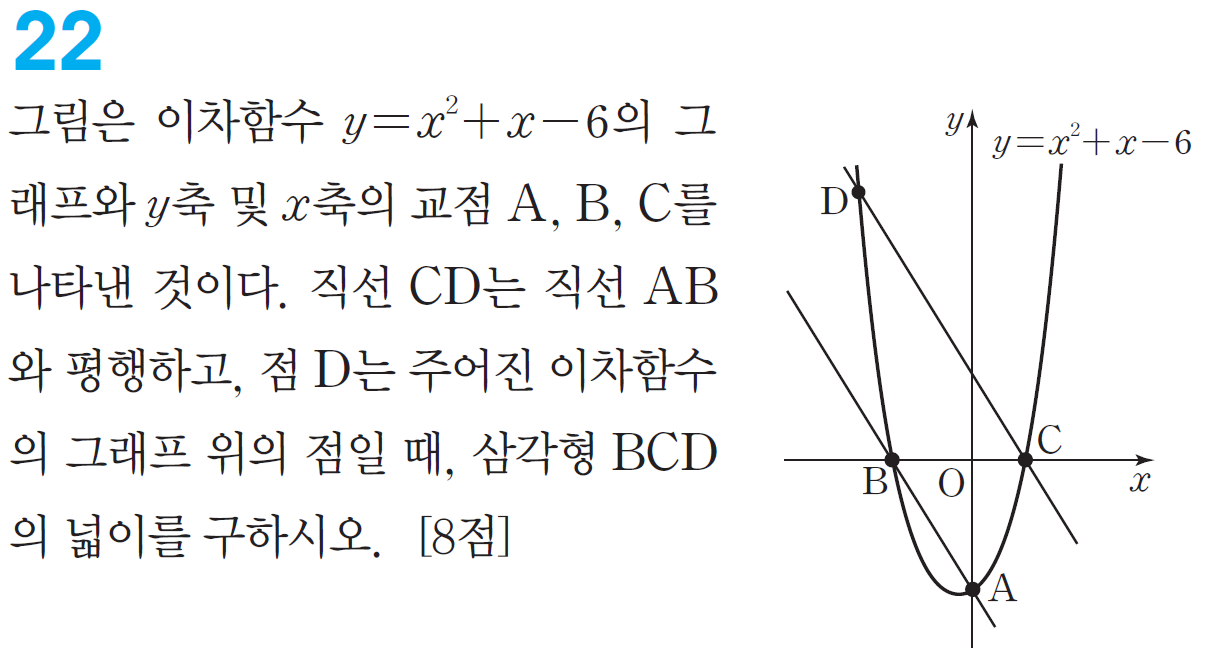 22
그림은 이차함수 y=x²+x-6의 그
래프와 y축 및 x축의 교점 A, B, C를
나타낸 것이다. 직선 CD는 직선 AB
와 평행하고, 점 D는 주어진 이차함수
의 그래프 위의 점일 때, 삼각형 BCD
의 넓이를 구하시오. [8점]
y
y=x²+x-6
D
C
B
O
x
A